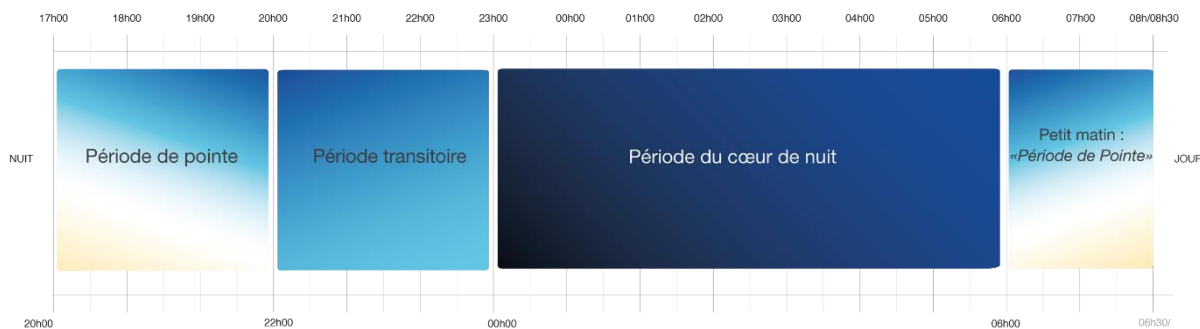 17h00 18h00 19h00 20h00 21h00 22h00 23h00 00h00 01h00 02h00 03h00 04h00 05h00 06h00 07h00 08h/08h30
NUIT
Période de pointe
Période transitoire
Période du cœur de nuit
Petit matin :
«Période de Pointe»
JOUR
20h00 22h00 00h00 06h00 06h30/